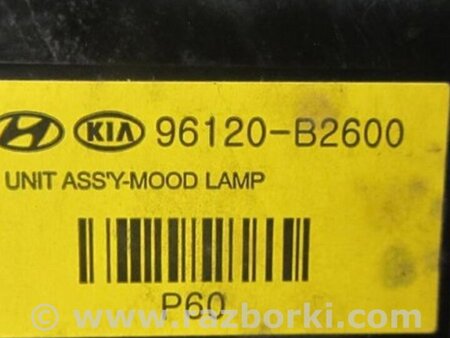 KIA 96120-B2600
UNIT ASS'Y-MOOD LAMP
P60
© www.razborki.com